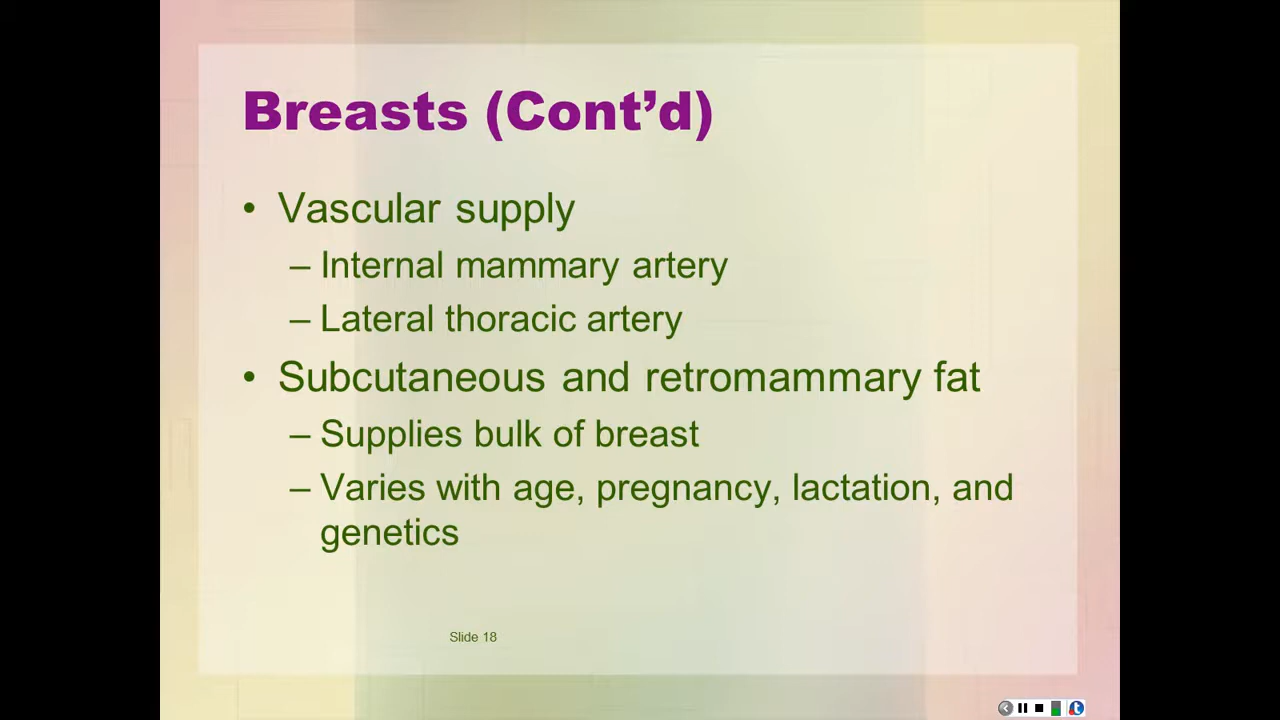 Breasts (Cont’d)
• Vascular supply
– Internal mammary artery
– Lateral thoracic artery
• Subcutaneous and retromammary fat
– Supplies bulk of breast
– Varies with age, pregnancy, lactation, and
genetics
Slide 18